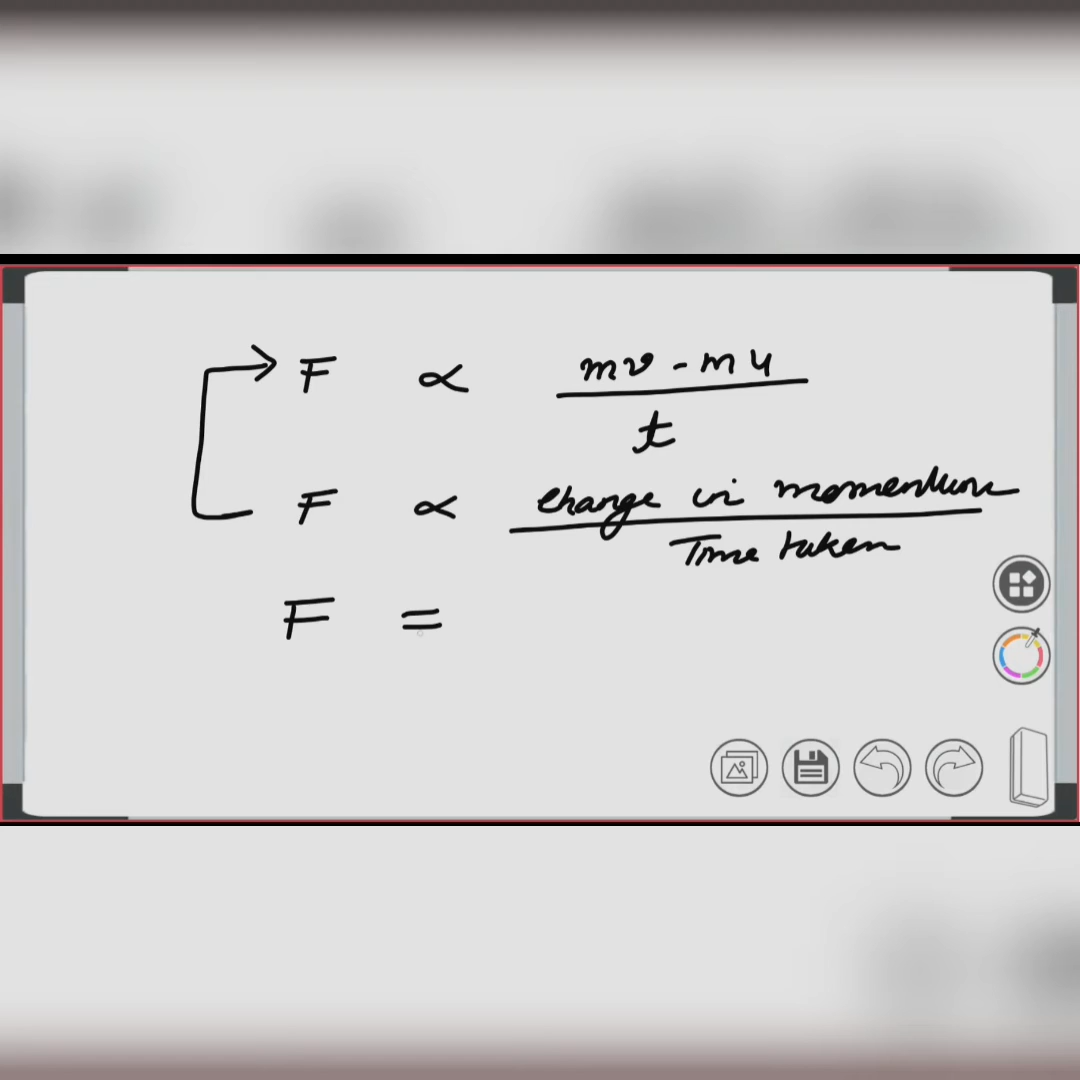 F ∝ mv - mu
t
F ∝ change in momentum
Time taken
F =